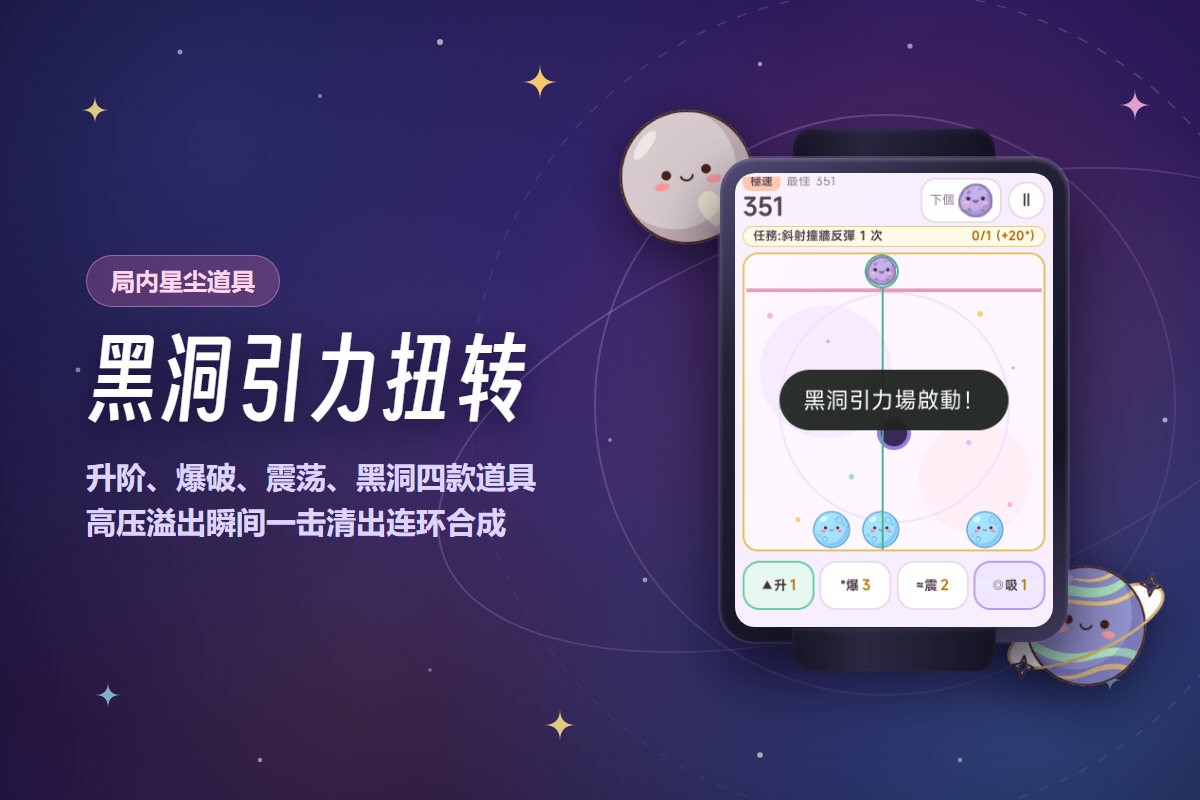 局内星尘道具
黑洞引力扭转
升阶、爆破、震荡、黑洞四款道具
高压溢出瞬间一击清出连环合成
極速 最佳 351
351
下個
任務:斜射撞牆反彈 1 次 0/1 (+20*)
黑洞引力場啟動!
▲升 1
*爆 3
≈震 2
◎吸 1